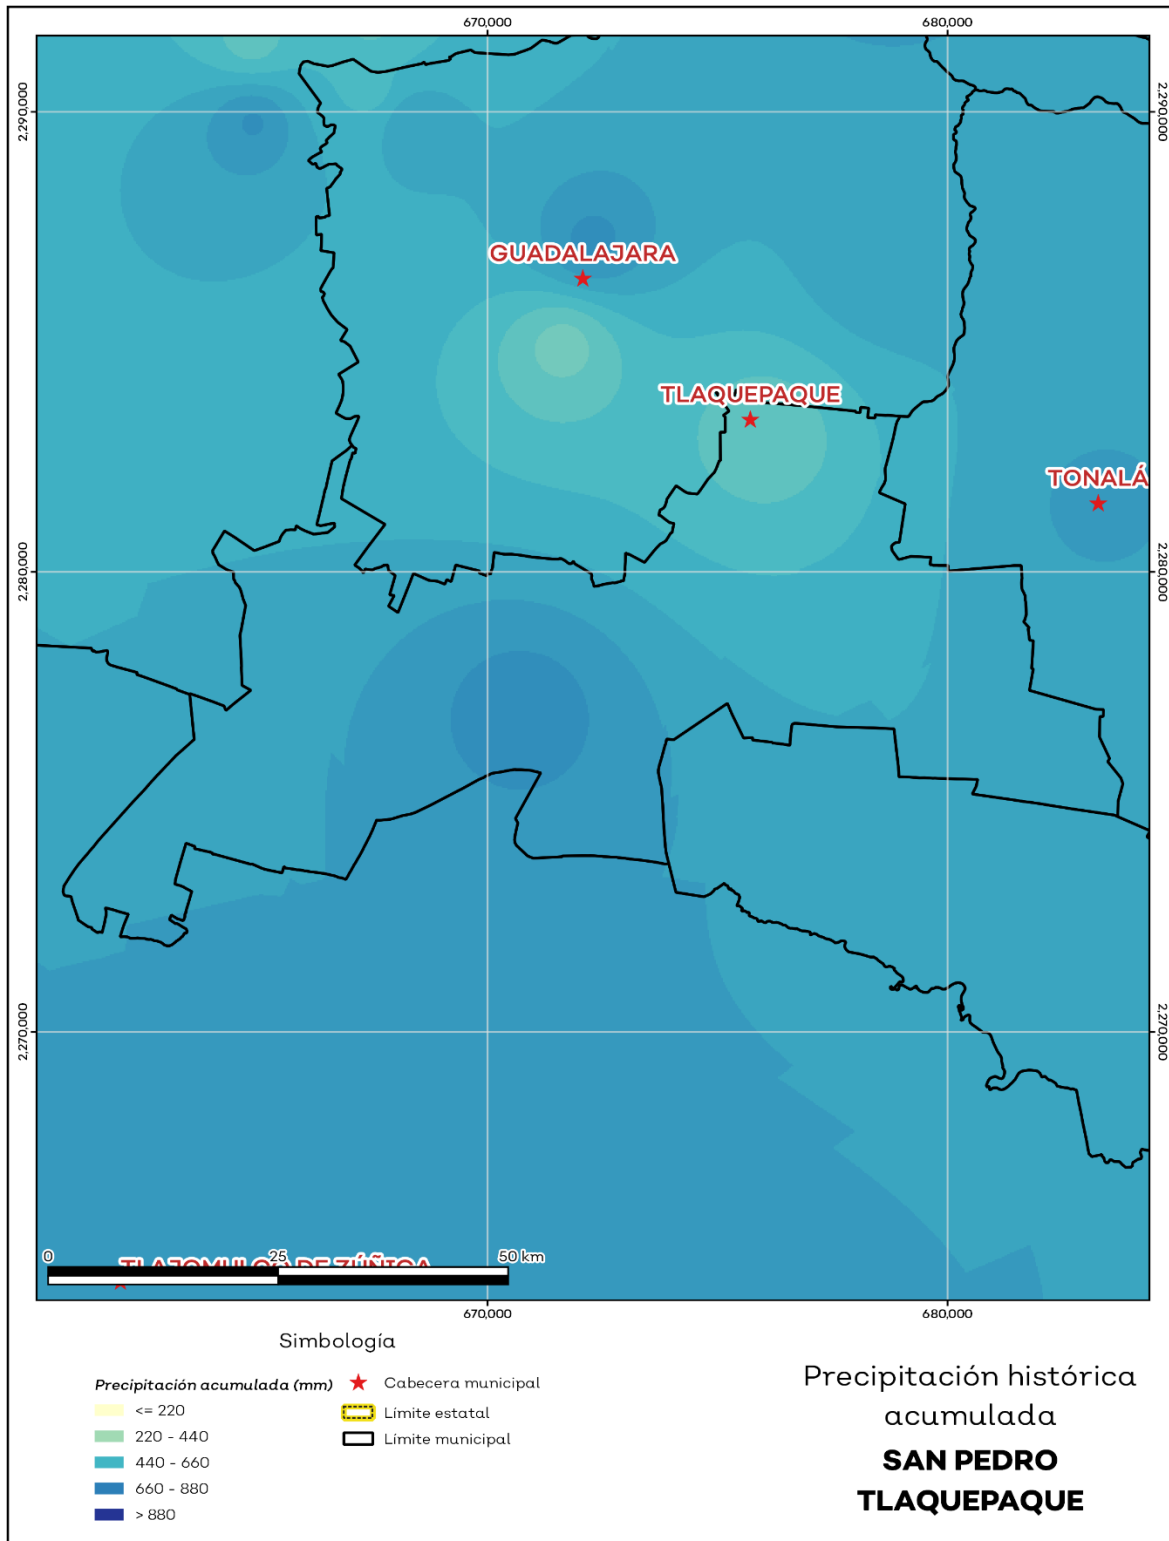 670,000 680,000
2,290,000 2,290,000
GUADALAJARA
TLAQUEPAQUE
TONALÁ
2,280,000 2,280,000
2,270,000 2,270,000
0 25 50 km
TLAJOMULCO DE ZÚÑIGA
670,000 680,000
Simbología
Precipitación acumulada (mm)
<= 220
220 - 440
440 - 660
660 - 880
> 880
Cabecera municipal
Límite estatal
Límite municipal
Precipitación histórica
acumulada
SAN PEDRO
TLAQUEPAQUE